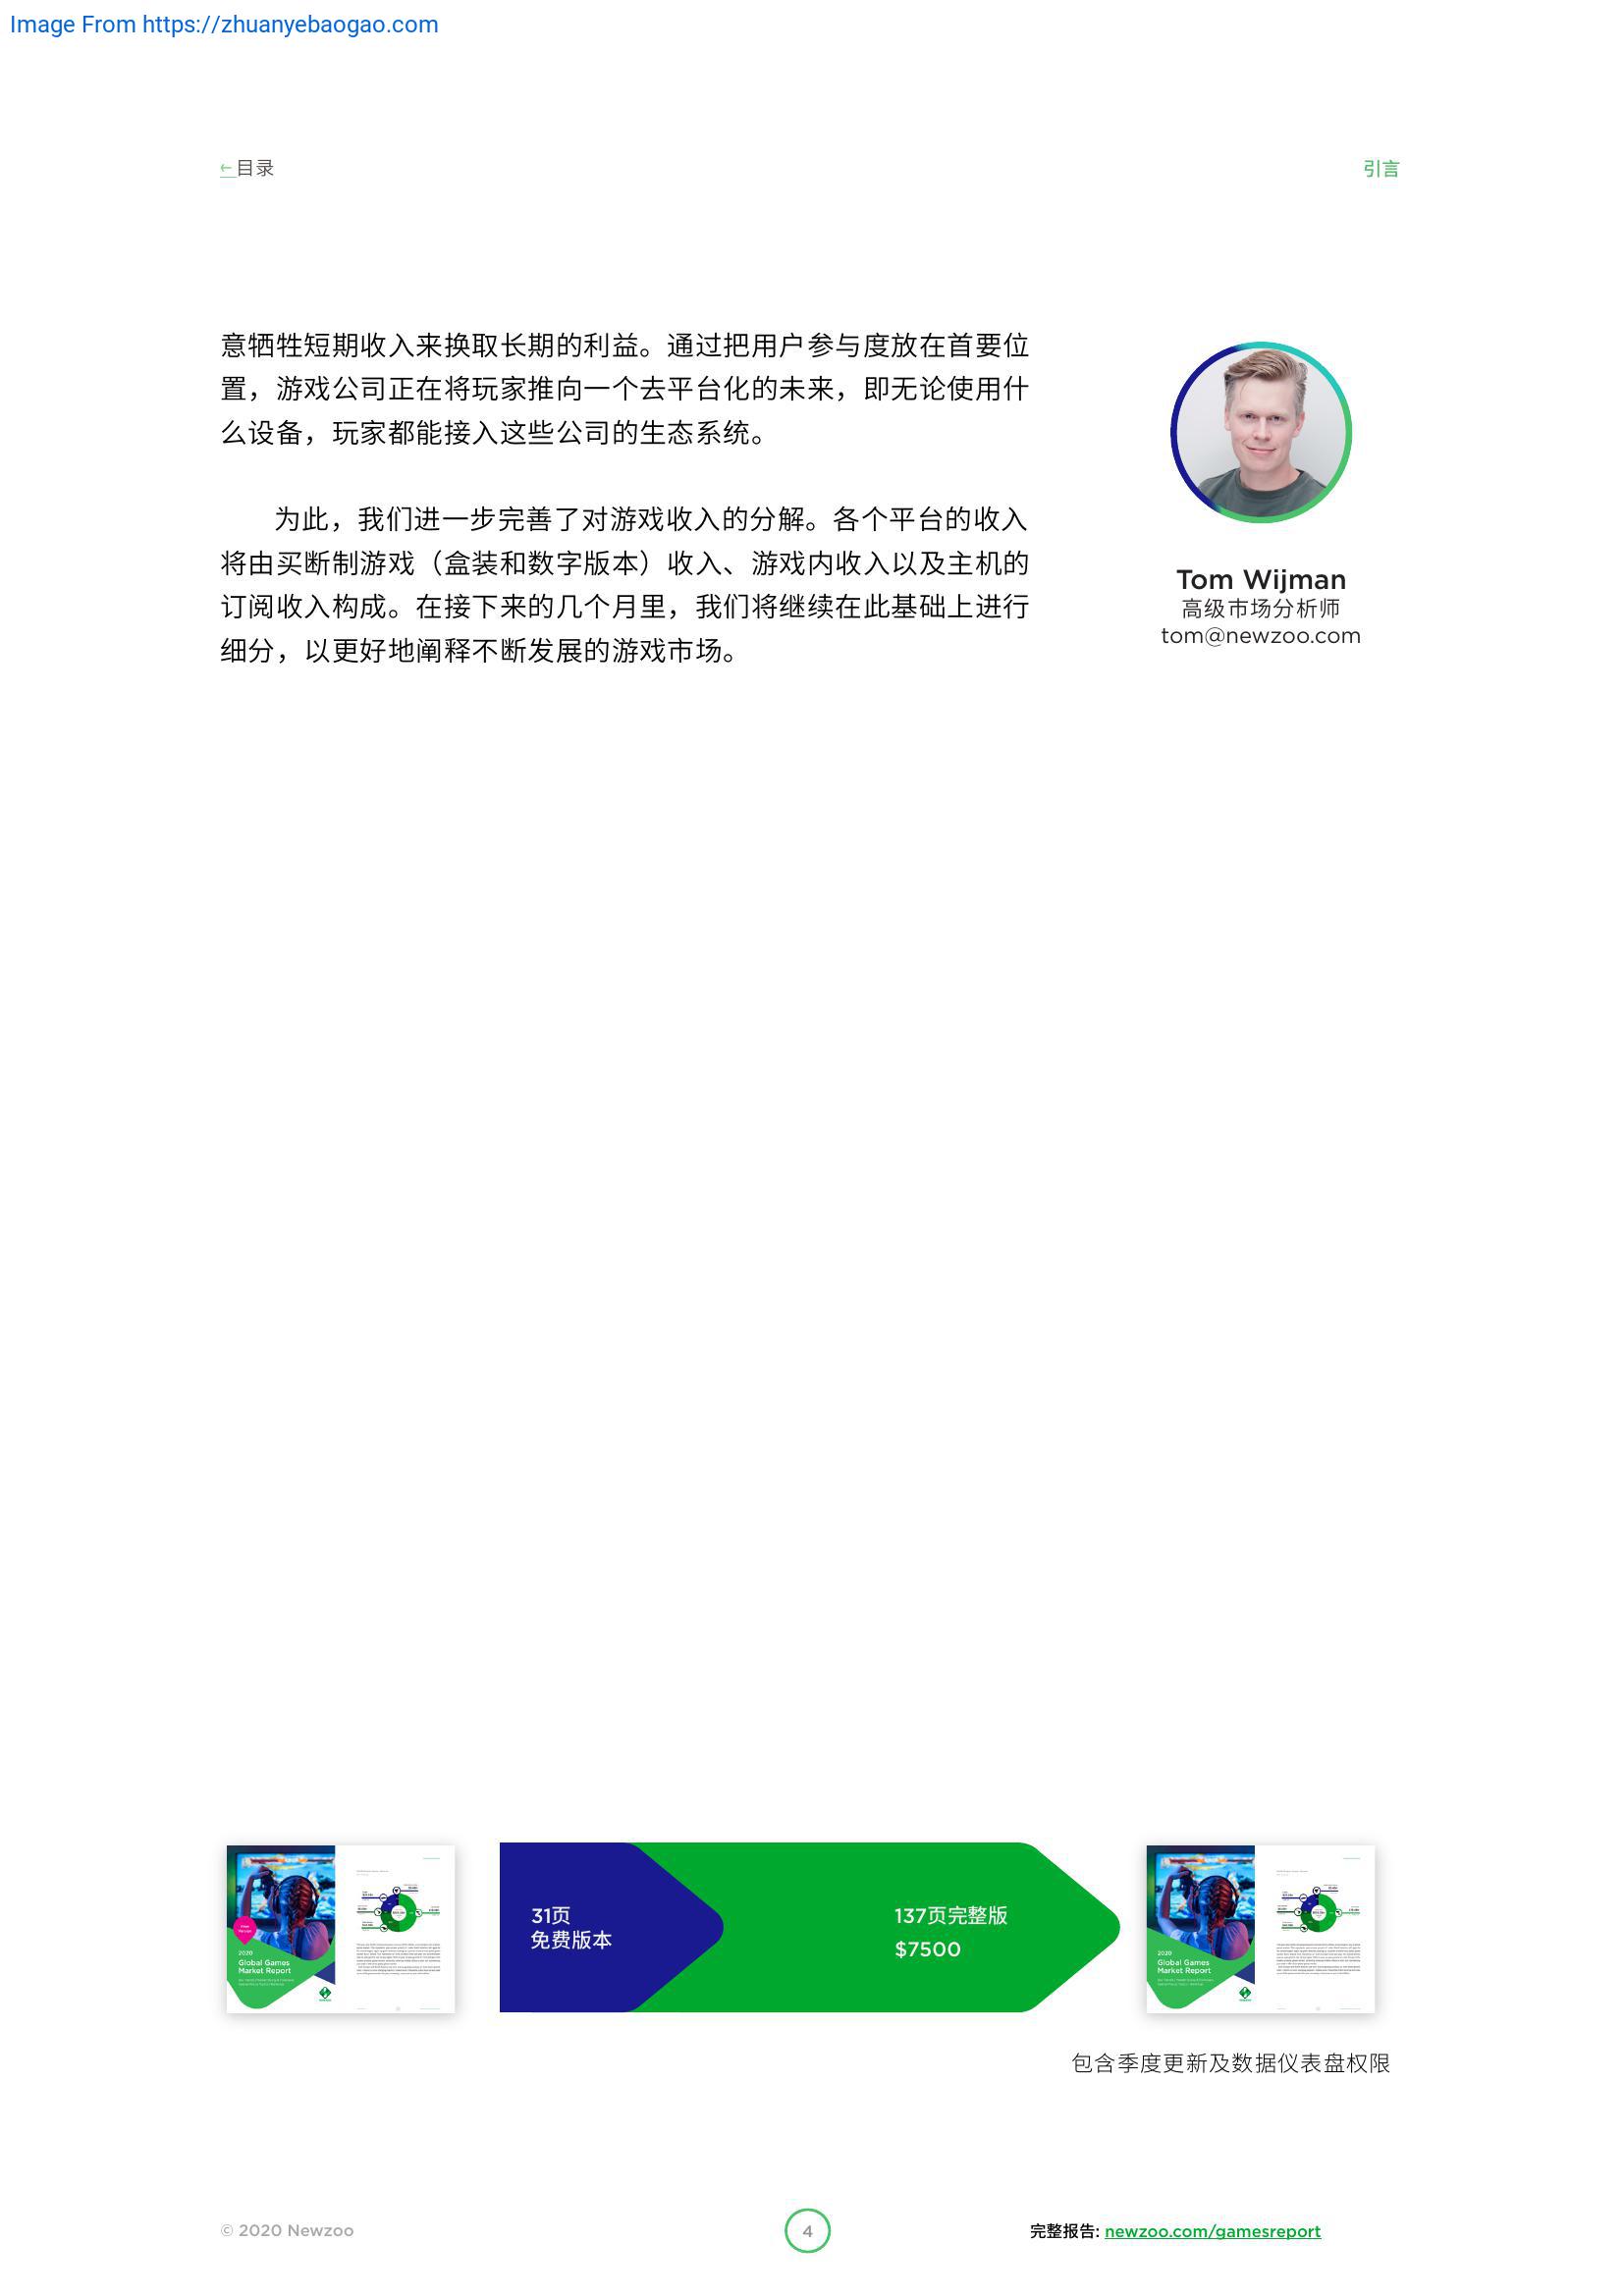 Image From https://zhuanyebaogao.com
←目录
引言
意牺牲短期收入来换取长期的利益。通过把用户参与度放在首要位
置，游戏公司正在将玩家推向一个去平台化的未来，即无论使用什
么设备，玩家都能接入这些公司的生态系统。
为此，我们进一步完善了对游戏收入的分解。各个平台的收入
将由买断制游戏（盒装和数字版本）收入、游戏内收入以及主机的
订阅收入构成。在接下来的几个月里，我们将继续在此基础上进行
细分，以更好地阐释不断发展的游戏市场。
Tom Wijman
高级市场分析师
tom@newzoo.com
2020
Global Games
Market Report
31页
免费版本
137页完整版
$7500
2020
Global Games
Market Report
包含季度更新及数据仪表盘权限
© 2020 Newzoo
4
完整报告: newzoo.com/gamesreport